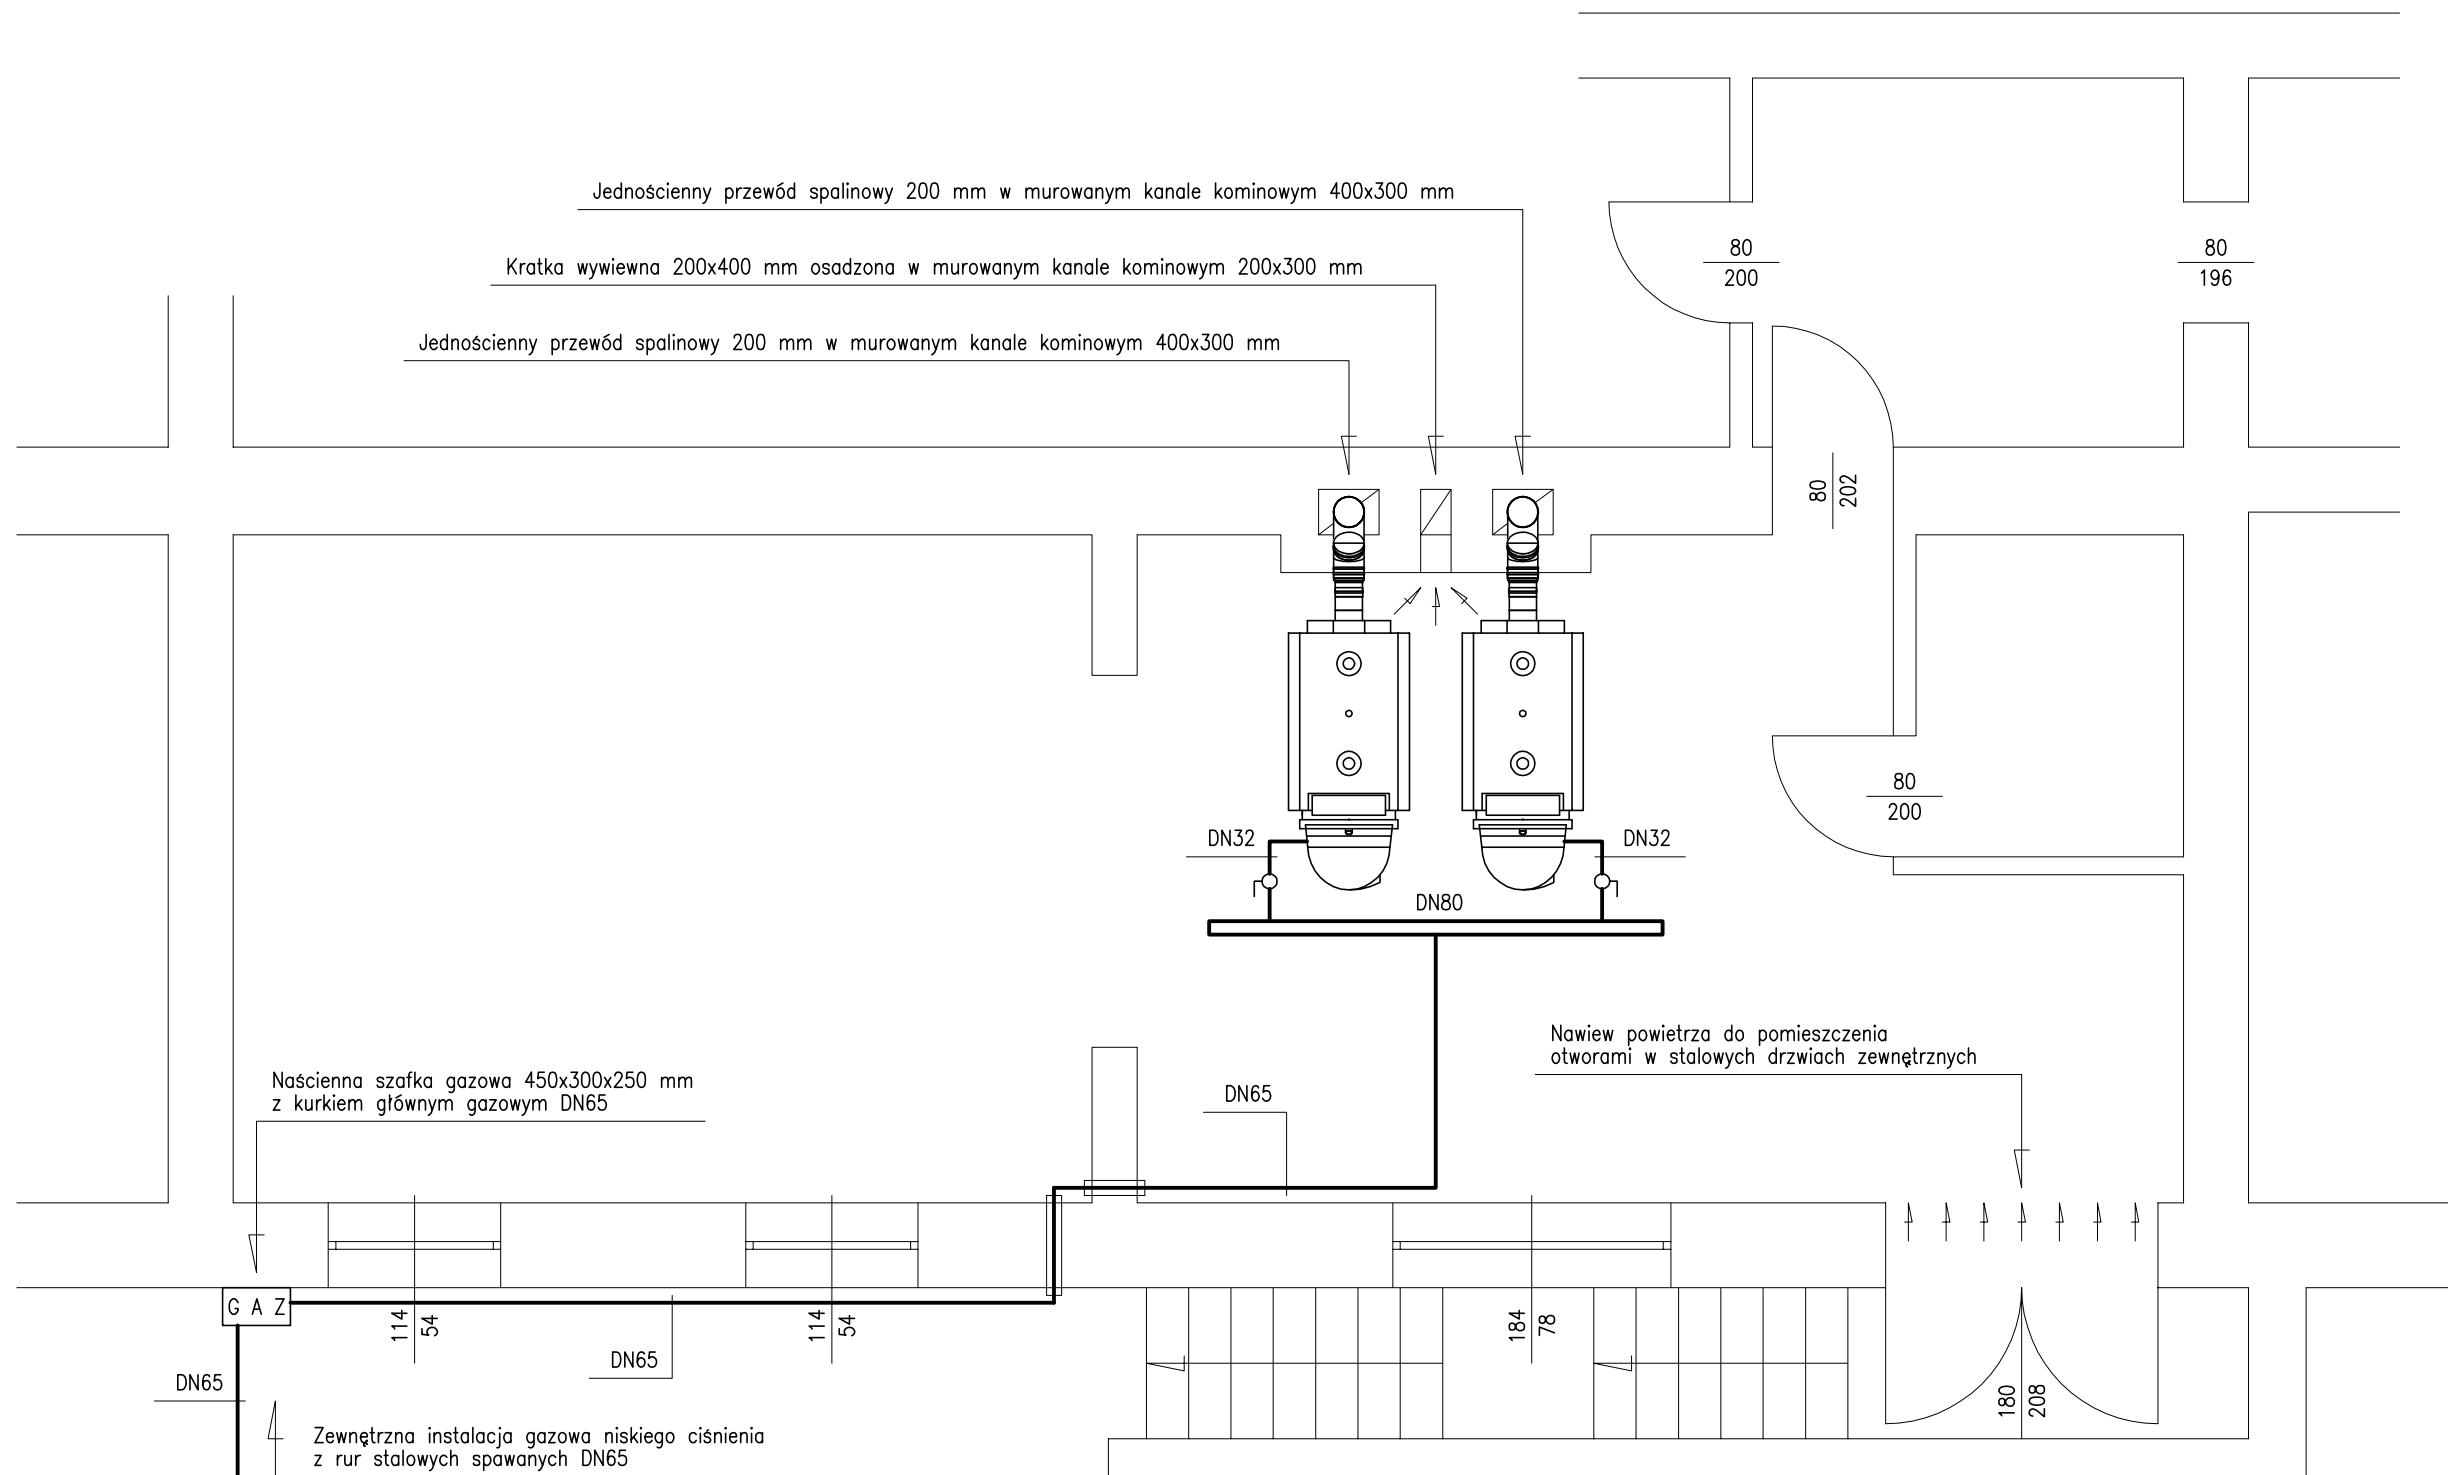 Jednościenny przewód spalinowy 200 mm w murowanym kanale kominowym 400x300 mm
80
200
80
196
Kratka wywiewna 200x400 mm osadzona w murowanym kanale kominowym 200x300 mm
Jednościenny przewód spalinowy 200 mm w murowanym kanale kominowym 400x300 mm
80
202
80
200
DN32
DN32
DN80
Nawiew powietrza do pomieszczenia
otworami w stalowych drzwiach zewnętrznych
Naścienna szafka gazowa 450x300x250 mm
z kurkiem głównym gazowym DN65
DN65
G A Z
114
54
114
54
184
78
DN65
DN65
180
208
Zewnętrzna instalacja gazowa niskiego ciśnienia
z rur stalowych spawanych DN65